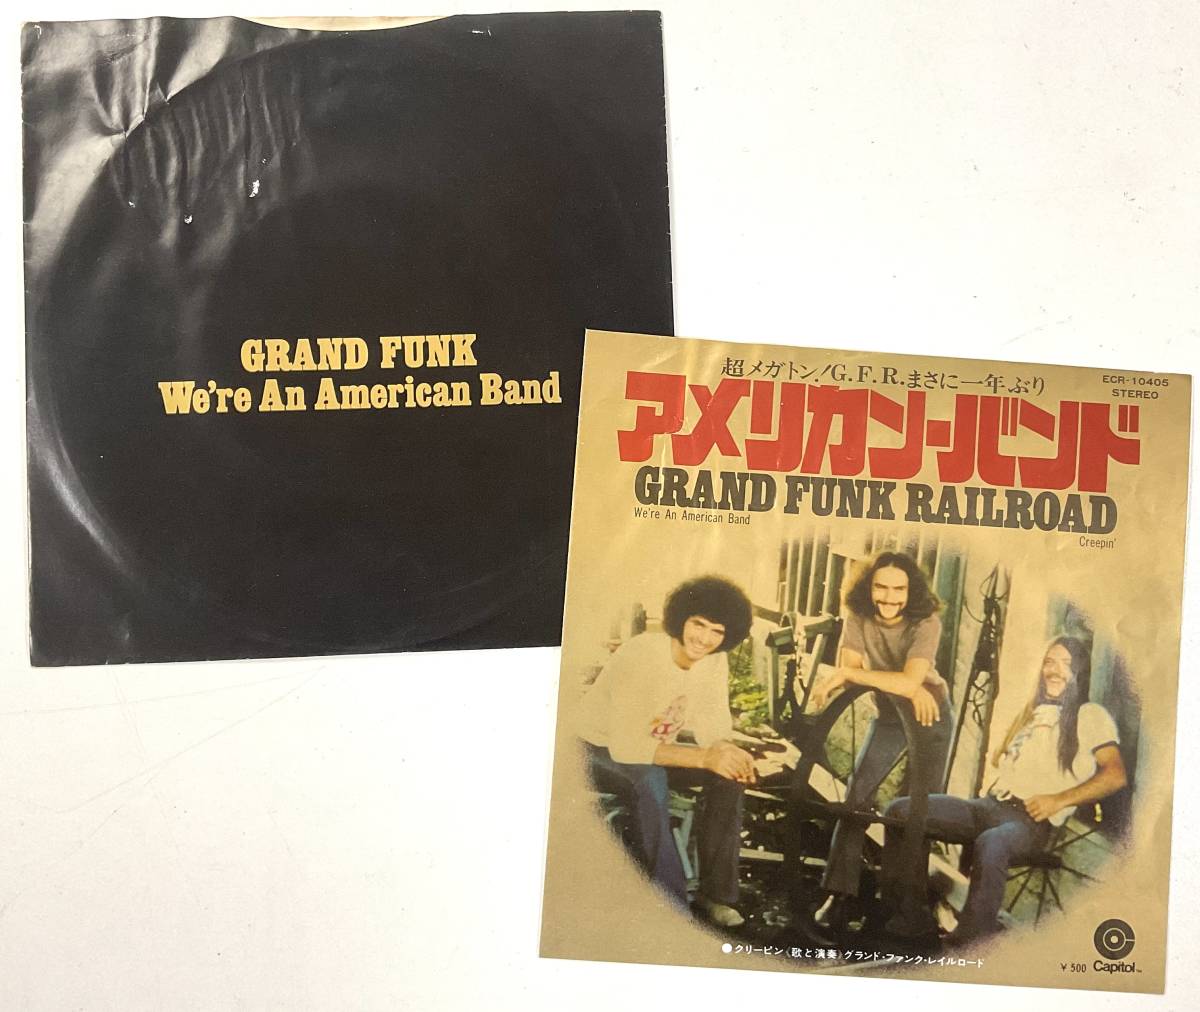 GRAND FUNK
We're An American Band
超メガトン!G.F.R.まさに一年ぶり
ECR-10405
STEREO
アメリカン・バンド
GRAND FUNK RAILROAD
We're An American Band
Creepin'
●クリーピン《歌と演奏》グランド・ファンク・レイルロード
¥500
Capitol™